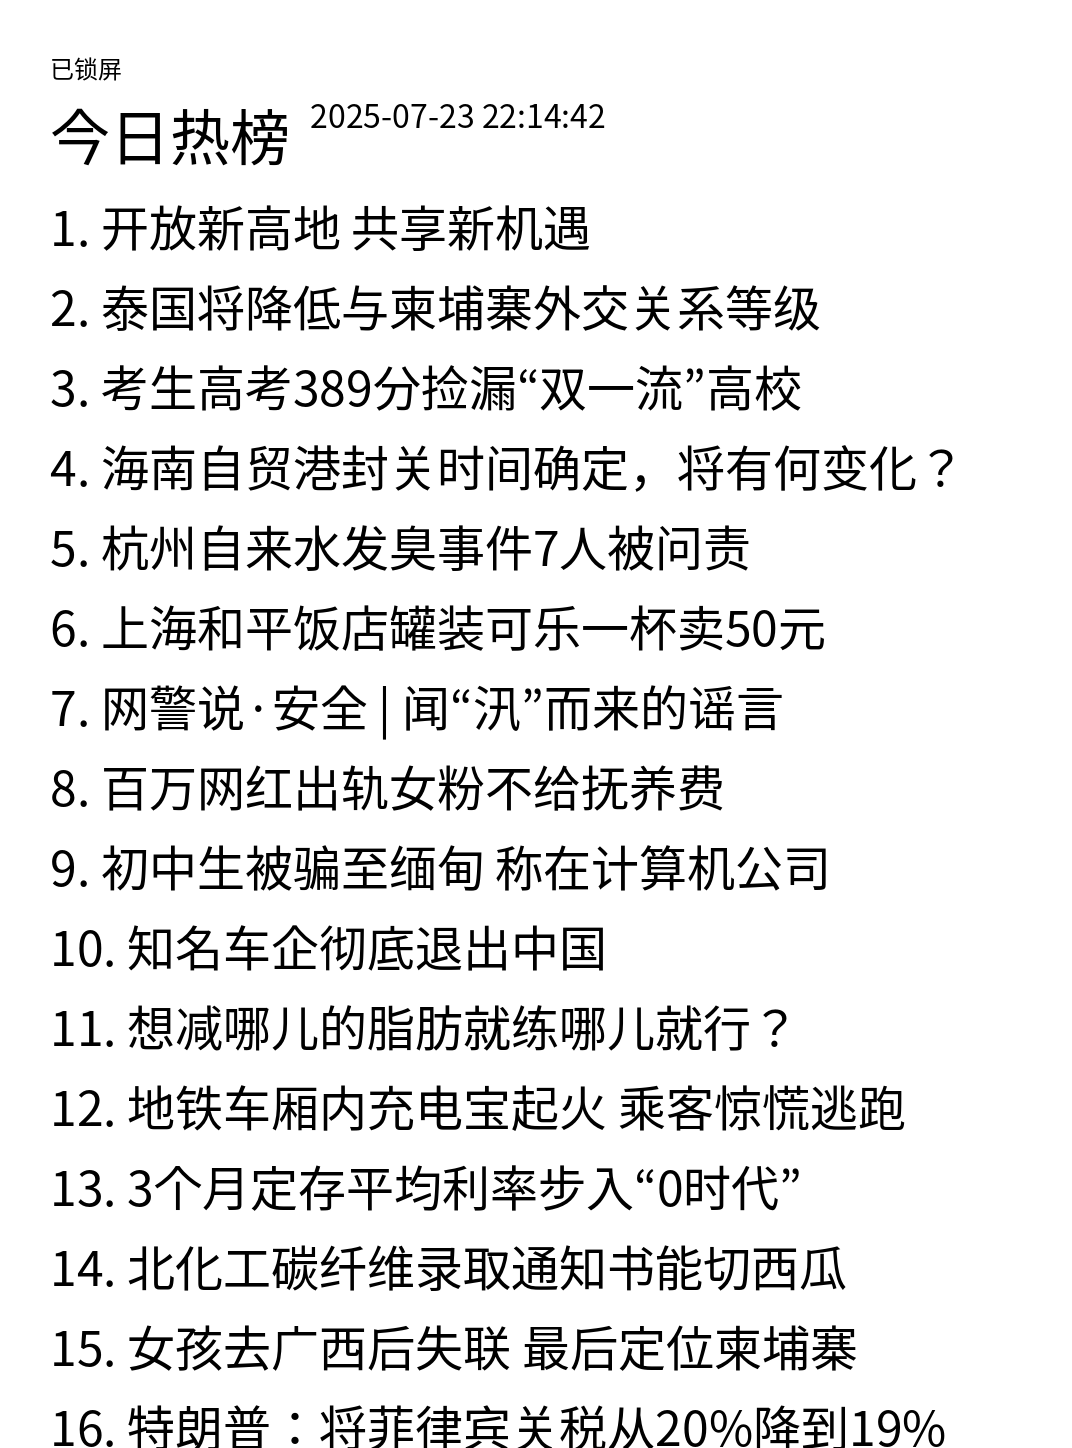 已锁屏
今日热榜 2025-07-23 22:14:42
1. 开放新高地 共享新机遇
2. 泰国将降低与柬埔寨外交关系等级
3. 考生高考389分捡漏“双一流”高校
4. 海南自贸港封关时间确定，将有何变化？
5. 杭州自来水发臭事件7人被问责
6. 上海和平饭店罐装可乐一杯卖50元
7. 网警说·安全 | 闻“汛”而来的谣言
8. 百万网红出轨女粉不给抚养费
9. 初中生被骗至缅甸 称在计算机公司
10. 知名车企彻底退出中国
11. 想减哪儿的脂肪就练哪儿就行？
12. 地铁车厢内充电宝起火 乘客惊慌逃跑
13. 3个月定存平均利率步入“0时代”
14. 北化工碳纤维录取通知书能切西瓜
15. 女孩去广西后失联 最后定位柬埔寨
16. 特朗普：将菲律宾关税从20%降到19%